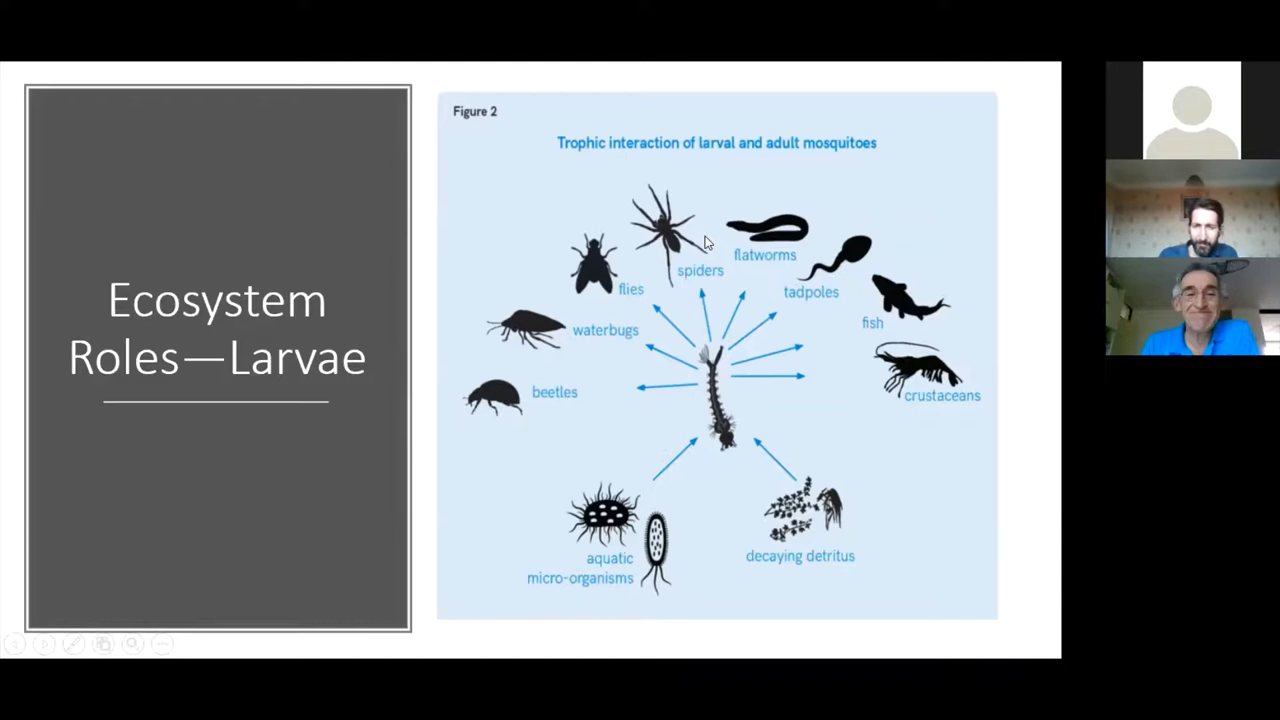 Ecosystem
Roles—Larvae
Figure 2
Trophic interaction of larval and adult mosquitoes
flatworms
spiders
flies
tadpoles
fish
waterbugs
beetles
crustaceans
aquatic
micro-organisms
decaying detritus